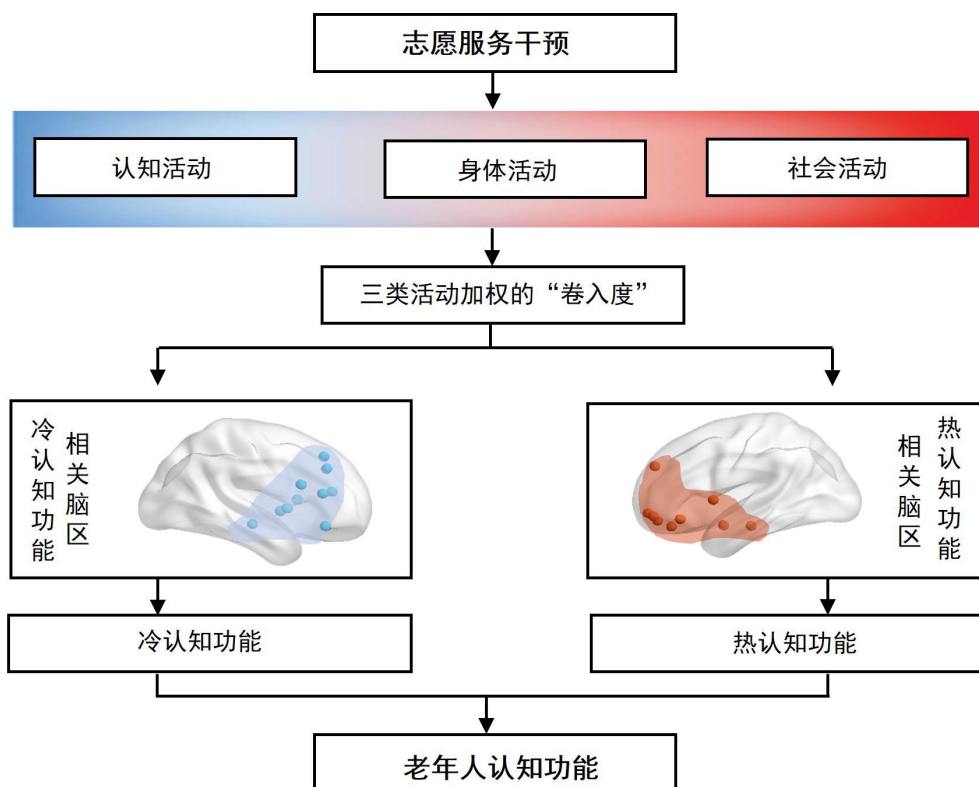 志愿服务干预
认知活动
身体活动
社会活动
三类活动加权的“卷入度”
冷认知功能
相关脑区
热认知功能
相关脑区
冷认知功能
热认知功能
老年人认知功能